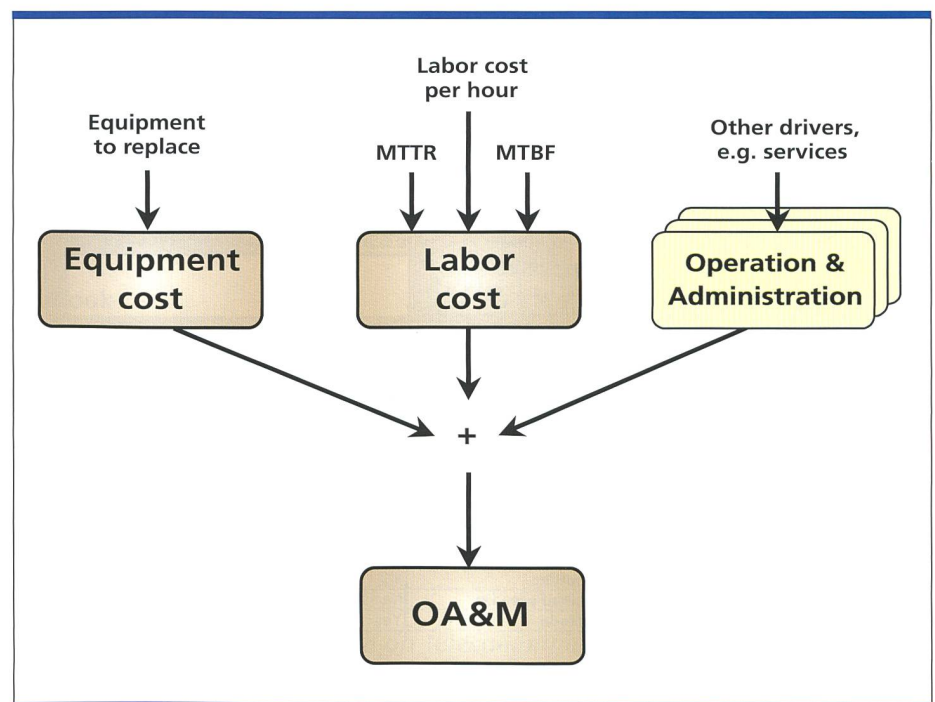 Labor cost
per hour
Equipment
to replace
MTTR
MTBF
Other drivers,
e.g. services
Equipment
cost
Labor
cost
Operation &
Administration
+
OA&M